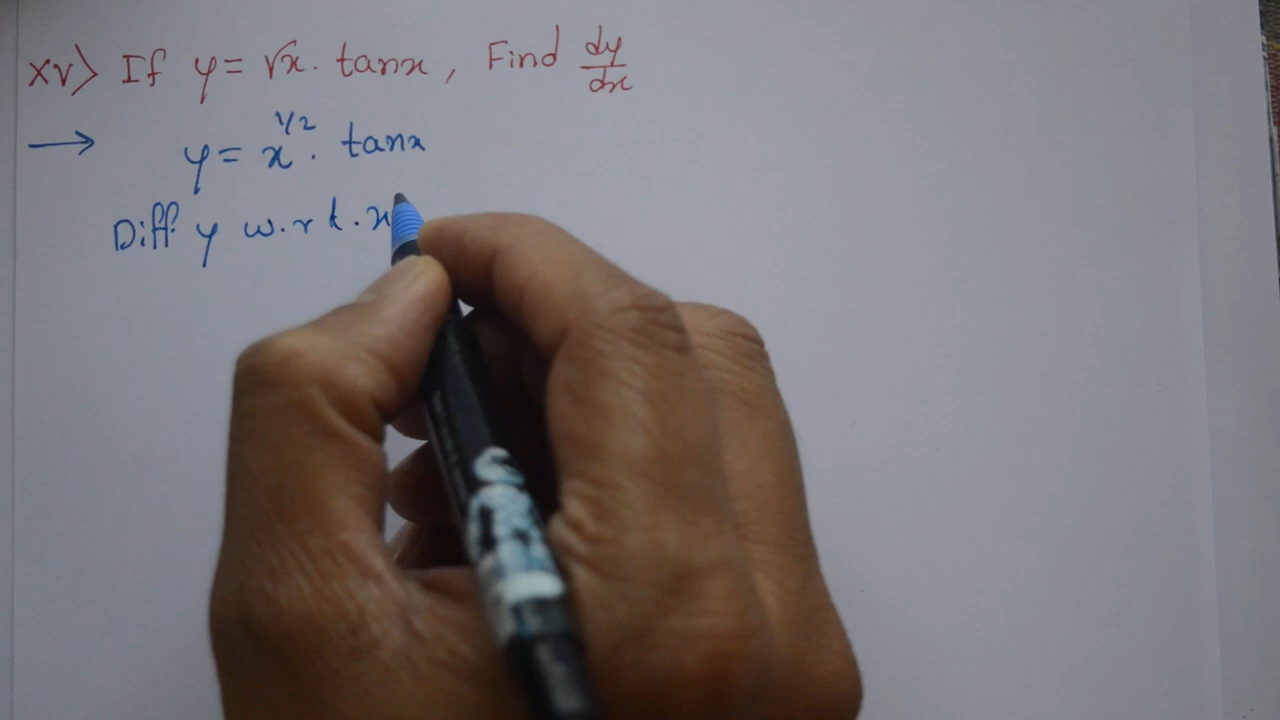 xv) If y = √x · tanx, Find dy/dx
→ y = x^1/2 · tanx
Diff y w.r.t.x